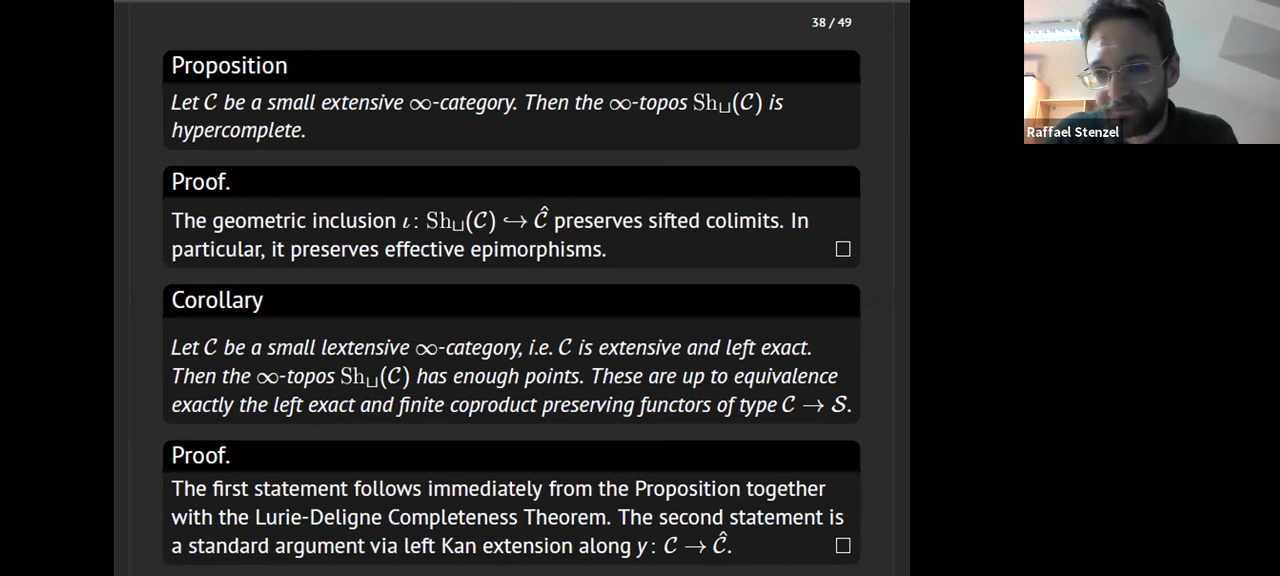 38 / 49
Proposition
Let 𝒞 be a small extensive ∞-category. Then the ∞-topos Sh⊔(𝒞) is
hypercomplete.
Proof.
The geometric inclusion ι: Sh⊔(𝒞) ↪ 𝒞̂ preserves sifted colimits. In
particular, it preserves effective epimorphisms. □
Corollary
Let 𝒞 be a small lextensive ∞-category, i.e. 𝒞 is extensive and left exact.
Then the ∞-topos Sh⊔(𝒞) has enough points. These are up to equivalence
exactly the left exact and finite coproduct preserving functors of type 𝒞 → 𝒮.
Proof.
The first statement follows immediately from the Proposition together
with the Lurie-Deligne Completeness Theorem. The second statement is
a standard argument via left Kan extension along y: 𝒞 → 𝒞̂. □
Raffael Stenzel